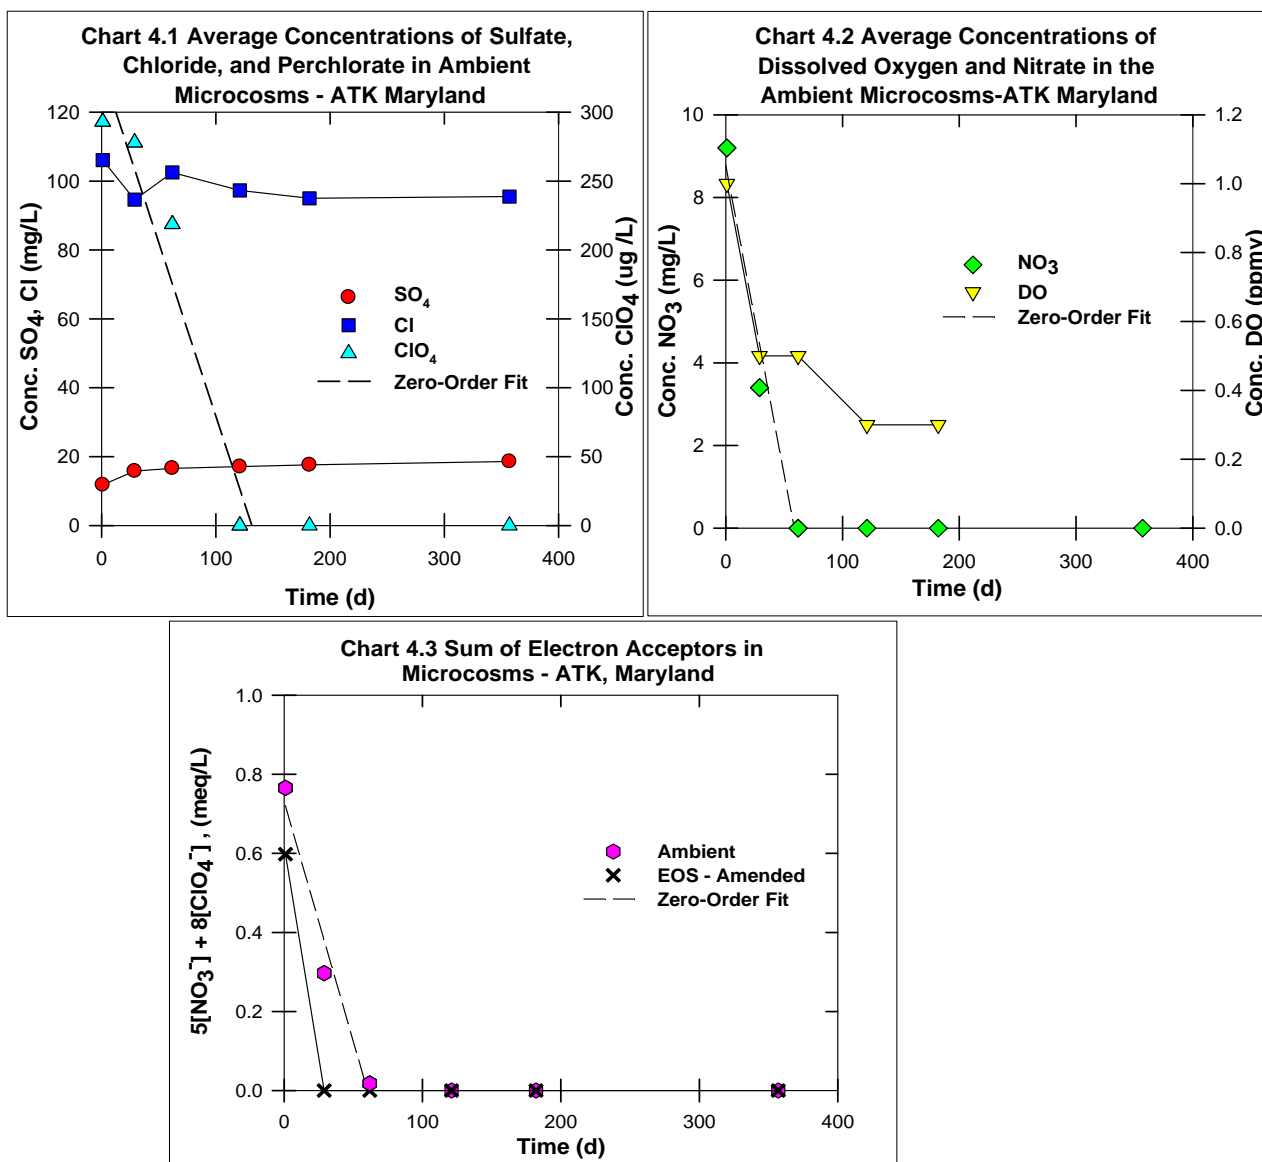 Chart 4.1 Average Concentrations of Sulfate,
Chloride, and Perchlorate in Ambient
Microcosms - ATK Maryland
120
100
80
60
40
20
0
Conc. SO4, Cl (mg/L)
300
250
200
150
100
50
0
Conc. ClO4 (ug /L)
SO4
Cl
ClO4
Zero-Order Fit
0 100 200 300 400
Time (d)
Chart 4.2 Average Concentrations of
Dissolved Oxygen and Nitrate in the
Ambient Microcosms-ATK Maryland
10
8
6
4
2
0
Conc. NO3 (mg/L)
1.2
1.0
0.8
0.6
0.4
0.2
0.0
Conc. DO (ppmv)
NO3
DO
Zero-Order Fit
0 100 200 300 400
Time (d)
Chart 4.3 Sum of Electron Acceptors in
Microcosms - ATK, Maryland
1.0
0.8
0.6
0.4
0.2
0.0
5[NO3-] + 8[ClO4-] , (meq/L)
Ambient
EOS - Amended
Zero-Order Fit
0 100 200 300 400
Time (d)